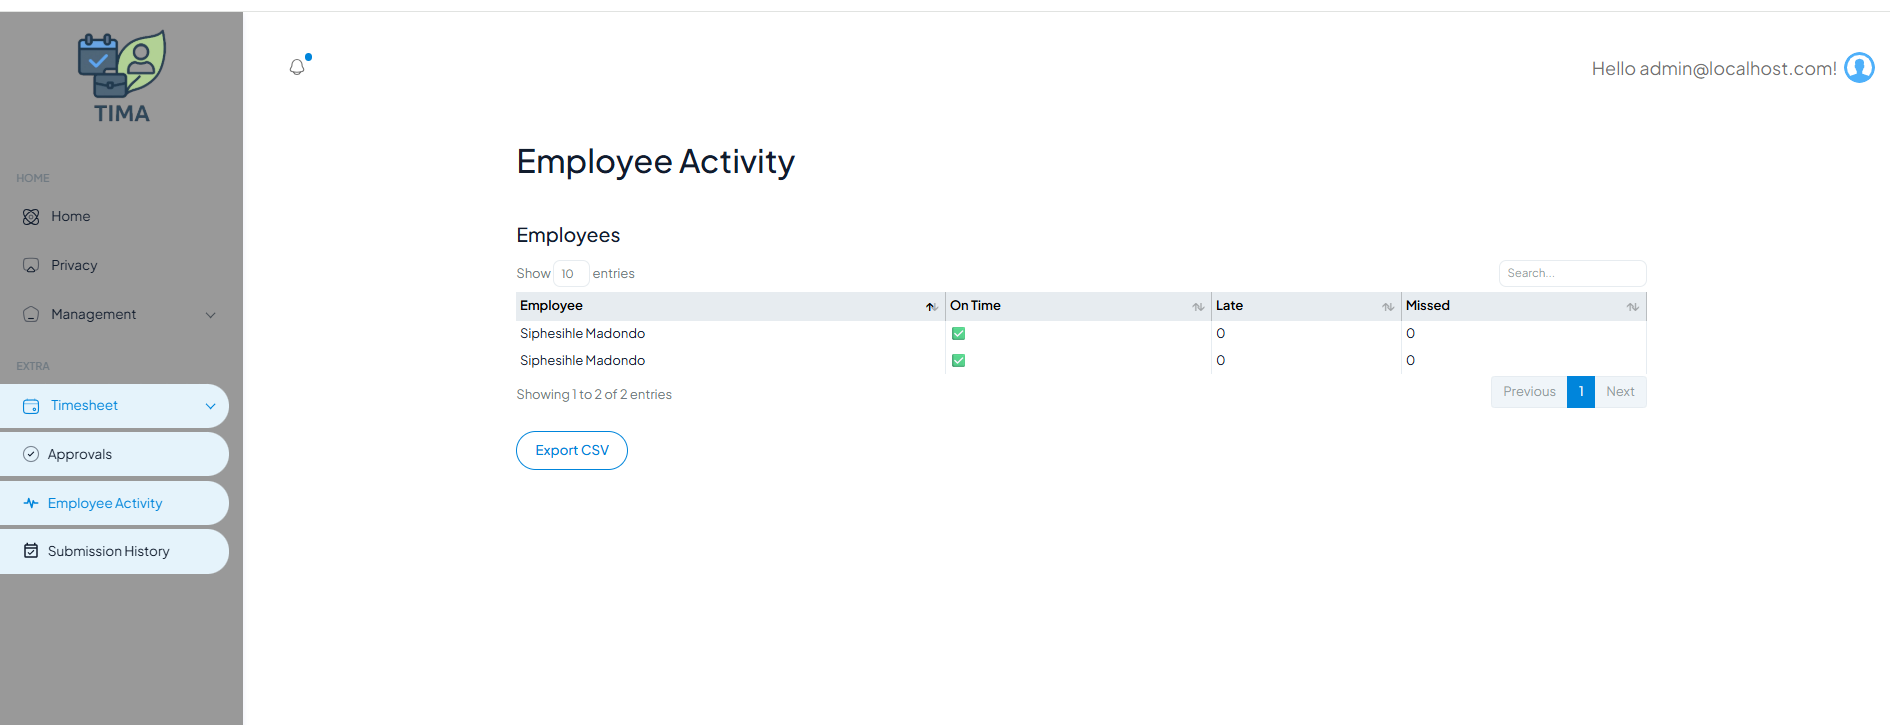 TIMA
Hello admin@localhost.com!
HOME
Home
Privacy
Management
EXTRA
Timesheet
Approvals
Employee Activity
Submission History
Employee Activity
Employees
Show 10 entries
Search...
Employee On Time Late Missed
Siphesihle Madondo ✅ 0 0
Siphesihle Madondo ✅ 0 0
Showing 1 to 2 of 2 entries
Previous 1 Next
Export CSV